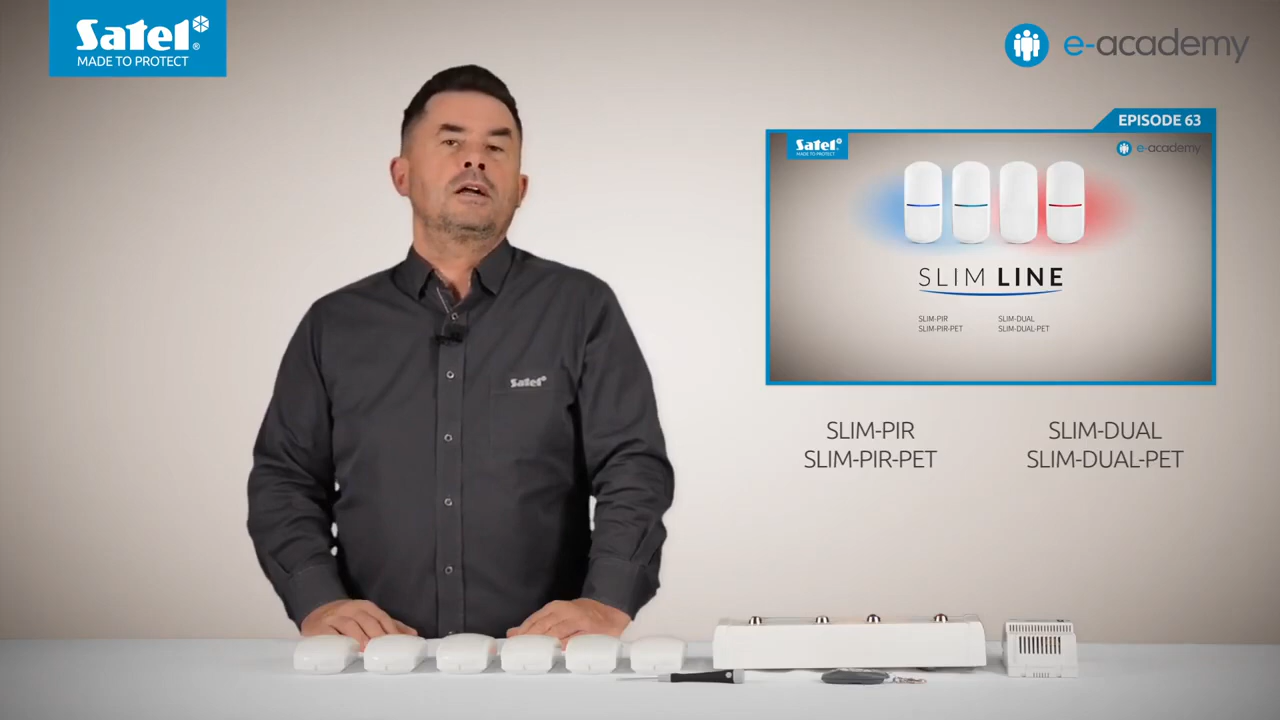 Satel®
MADE TO PROTECT
e-academy
EPISODE 63
Satel
MADE TO PROTECT
e-academy
SLIM LINE
SLIM-PIR
SLIM-PIR-PET
SLIM-DUAL
SLIM-DUAL-PET
Satel
SLIM-PIR
SLIM-PIR-PET
SLIM-DUAL
SLIM-DUAL-PET